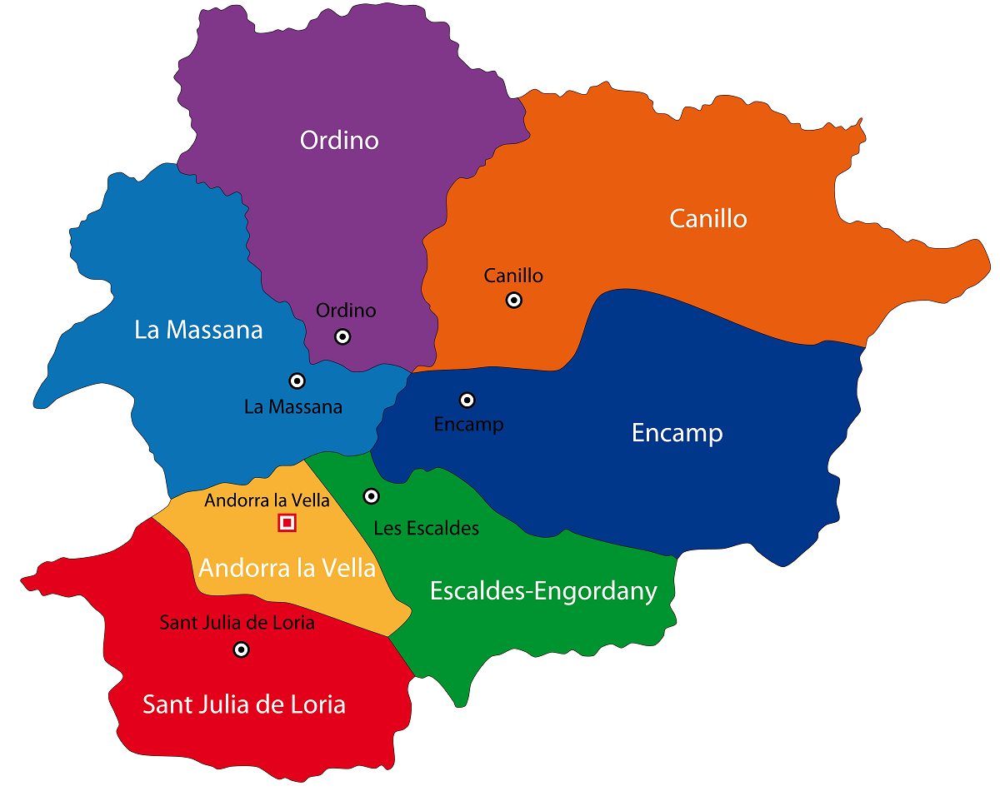 Ordino
Canillo
Canillo
Ordino
La Massana
La Massana
Encamp
Encamp
Andorra la Vella
Les Escaldes
Andorra la Vella
Escaldes-Engordany
Sant Julia de Loria
Sant Julia de Loria